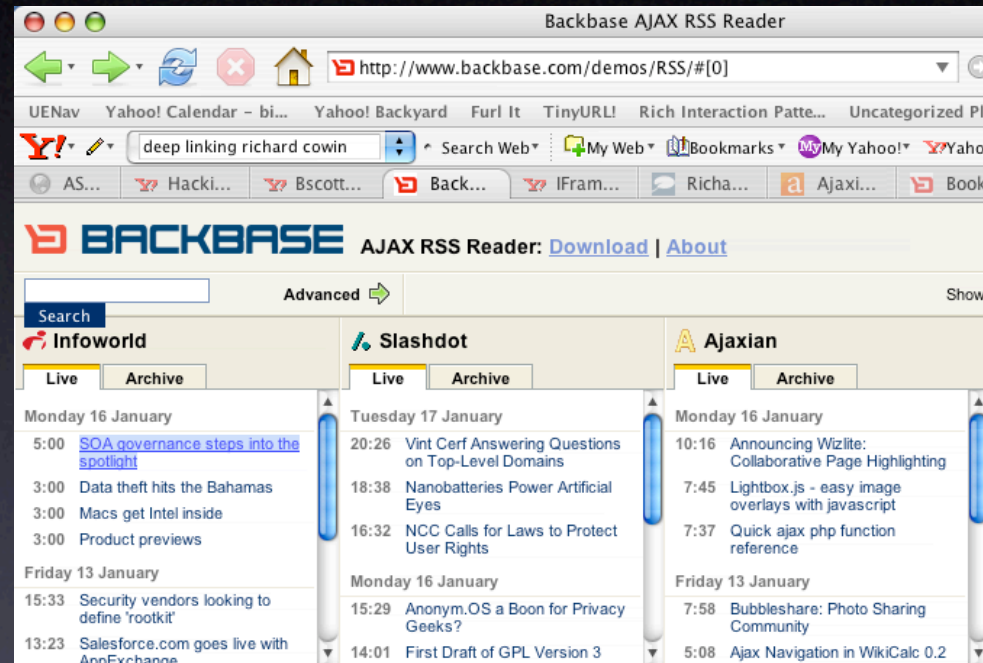 Backbase AJAX RSS Reader
http://www.backbase.com/demos/RSS/#[0]
UENav Yahoo! Calendar – bi... Yahoo! Backyard Furl It TinyURL! Rich Interaction Patte... Uncategorized Pl
Y! deep linking richard cowin Search Web My Web Bookmarks My My Yahoo! Y! Yaho
AS... Hacki... Bscott... Back... IFram... Richa... a Ajaxi... Book
BACKBASE AJAX RSS Reader: Download | About
Advanced Show
Search
Infoworld
Live Archive
Monday 16 January
5:00 SOA governance steps into the
spotlight
3:00 Data theft hits the Bahamas
3:00 Macs get Intel inside
3:00 Product previews
Friday 13 January
15:33 Security vendors looking to
define 'rootkit'
13:23 Salesforce.com goes live with
AppExchange
Slashdot
Live Archive
Tuesday 17 January
20:26 Vint Cerf Answering Questions
on Top-Level Domains
18:38 Nanobatteries Power Artificial
Eyes
16:32 NCC Calls for Laws to Protect
User Rights
Monday 16 January
15:29 Anonym.OS a Boon for Privacy
Geeks?
14:01 First Draft of GPL Version 3
A Ajaxian
Live Archive
Monday 16 January
10:16 Announcing Wizlite:
Collaborative Page Highlighting
7:45 Lightbox.js - easy image
overlays with javascript
7:37 Quick ajax php function
reference
Friday 13 January
7:58 Bubbleshare: Photo Sharing
Community
5:08 Ajax Navigation in WikiCalc 0.2